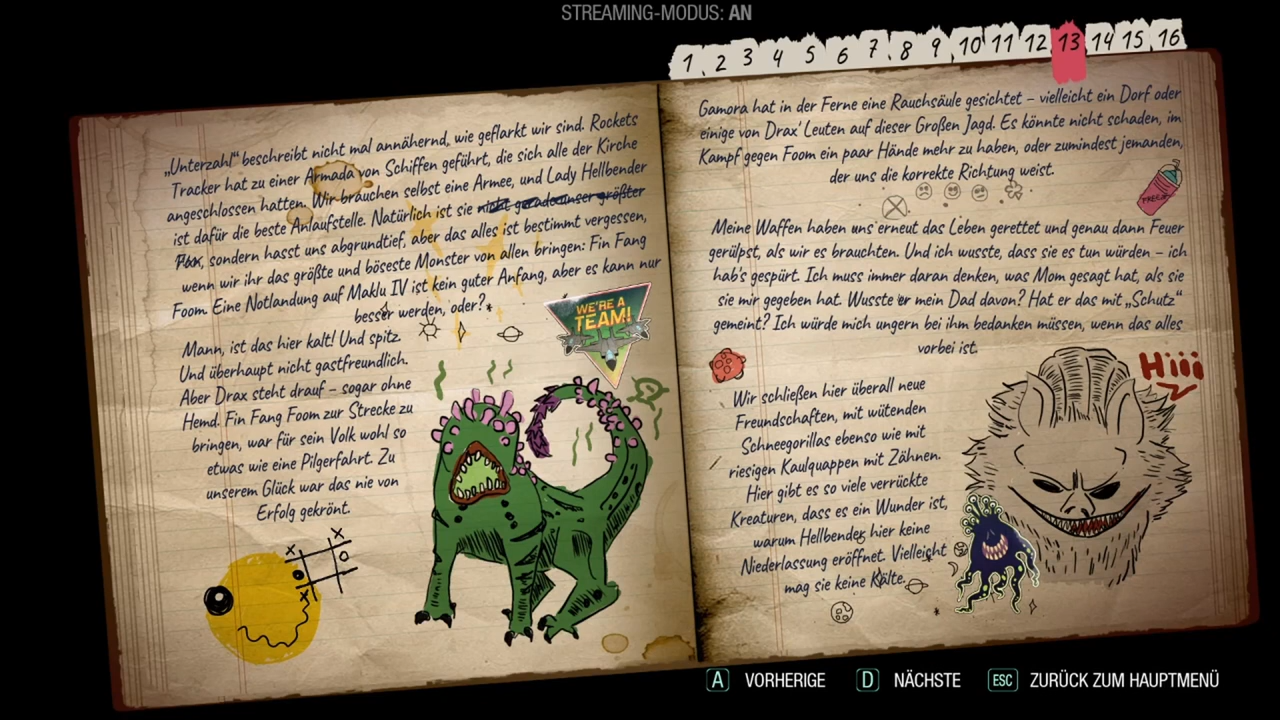 STREAMING-MODUS: AN
1 2 3 4 5 6 7 8 9 10 11 12 13 14 15 16
„Unterzahl“ beschreibt nicht mal annähernd, wie geflarkt wir sind. Rockets
Tracker hat zu einer Armada von Schiffen geführt, die sich alle der Kirche
angeschlossen hatten. Wir brauchen selbst eine Armee, und Lady Hellbender
ist dafür die beste Anlaufstelle. Natürlich ist sie nicht gerade unser größter
Fan, sondern hasst uns abgrundtief, aber das alles ist bestimmt vergessen,
wenn wir ihr das größte und böseste Monster von allen bringen: Fin Fang
Foom. Eine Notlandung auf Maklu IV ist kein guter Anfang, aber es kann nur
besser werden, oder?
WE'RE A
TEAM!
Mann, ist das hier kalt! Und spitz.
Und überhaupt nicht gastfreundlich.
Aber Drax steht drauf – sogar ohne
Hemd. Fin Fang Foom zur Strecke zu
bringen, war für sein Volk wohl so
etwas wie eine Pilgerfahrt. Zu
unserem Glück war das nie von
Erfolg gekrönt.
Gamora hat in der Ferne eine Rauchsäule gesichtet – vielleicht ein Dorf oder
einige von Drax' Leuten auf dieser Großen Jagd. Es könnte nicht schaden, im
Kampf gegen Foom ein paar Hände mehr zu haben, oder zumindest jemanden,
der uns die korrekte Richtung weist.
Meine Waffen haben uns erneut das Leben gerettet und genau dann Feuer
gerülpst, als wir es brauchten. Und ich wusste, dass sie es tun würden – ich
hab's gespürt. Ich muss immer daran denken, was Mom gesagt hat, als sie
sie mir gegeben hat. Wusste er mein Dad davon? Hat er das mit „Schutz“
gemeint? Ich würde mich ungern bei ihm bedanken müssen, wenn das alles
vorbei ist.
Hiii
Wir schließen hier überall neue
Freundschaften, mit wütenden
Schneegorillas ebenso wie mit
riesigen Kaulquappen mit Zähnen.
Hier gibt es so viele verrückte
Kreaturen, dass es ein Wunder ist,
warum Hellbender hier keine
Niederlassung eröffnet. Vielleicht
mag sie keine Kälte.
A VORHERIGE D NÄCHSTE ESC ZURÜCK ZUM HAUPTMENÜ